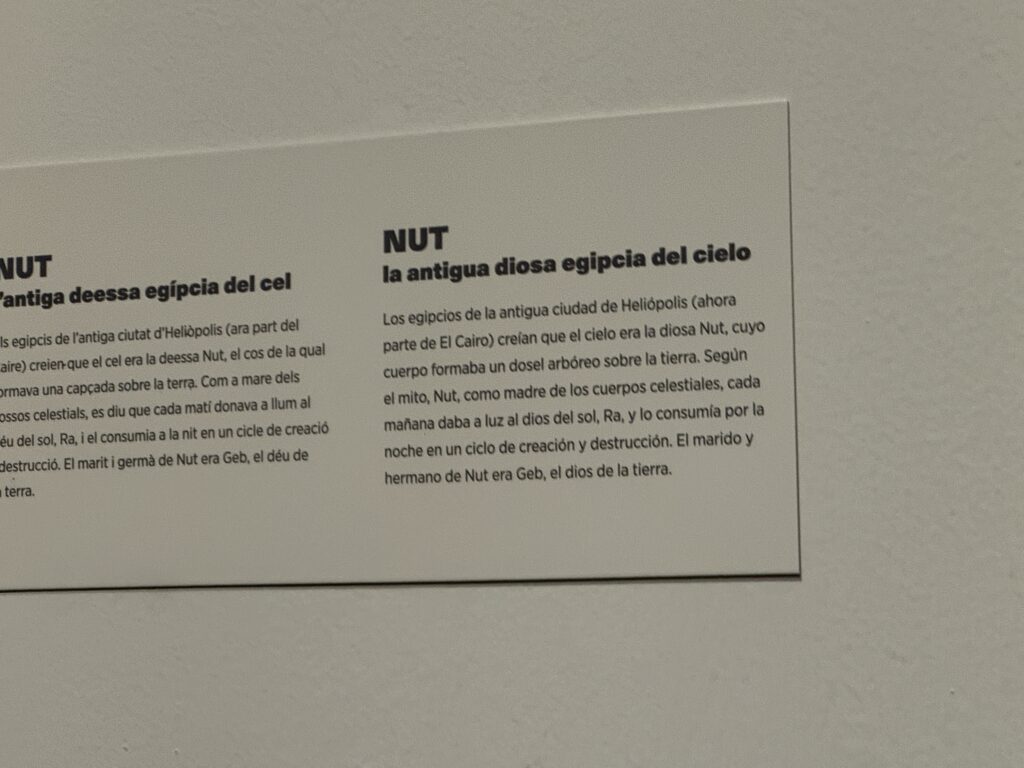 NUT
l'antiga deessa egípcia del cel
ls egipcis de l'antiga ciutat d'Heliòpolis (ara part del
aire) creien que el cel era la deessa Nut, el cos de la qual
ormava una capçada sobre la terra. Com a mare dels
ossos celestials, es diu que cada matí donava a llum al
éu del sol, Ra, i el consumia a la nit en un cicle de creació
destrucció. El marit i germà de Nut era Geb, el déu de
terra.
NUT
la antigua diosa egipcia del cielo
Los egipcios de la antigua ciudad de Heliópolis (ahora
parte de El Cairo) creían que el cielo era la diosa Nut, cuyo
cuerpo formaba un dosel arbóreo sobre la tierra. Según
el mito, Nut, como madre de los cuerpos celestiales, cada
mañana daba a luz al dios del sol, Ra, y lo consumía por la
noche en un ciclo de creación y destrucción. El marido y
hermano de Nut era Geb, el dios de la tierra.